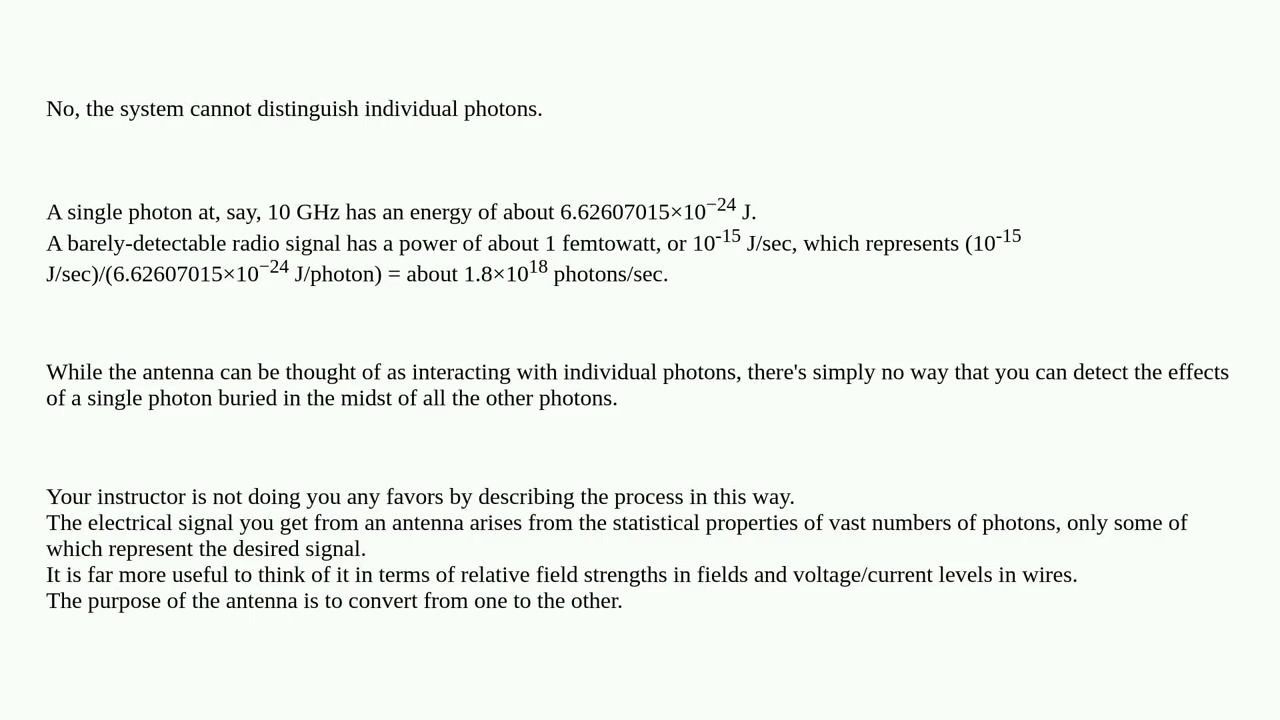 No, the system cannot distinguish individual photons.
A single photon at, say, 10 GHz has an energy of about 6.62607015×10⁻²⁴ J.
A barely-detectable radio signal has a power of about 1 femtowatt, or 10⁻¹⁵ J/sec, which represents (10⁻¹⁵
J/sec)/(6.62607015×10⁻²⁴ J/photon) = about 1.8×10¹⁸ photons/sec.
While the antenna can be thought of as interacting with individual photons, there's simply no way that you can detect the effects
of a single photon buried in the midst of all the other photons.
Your instructor is not doing you any favors by describing the process in this way.
The electrical signal you get from an antenna arises from the statistical properties of vast numbers of photons, only some of
which represent the desired signal.
It is far more useful to think of it in terms of relative field strengths in fields and voltage/current levels in wires.
The purpose of the antenna is to convert from one to the other.